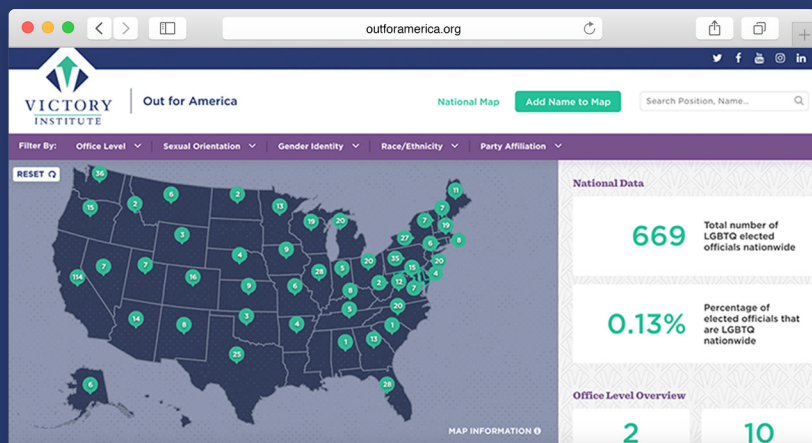 outforamerica.org
VICTORY
INSTITUTE
Out for America
National Map
Add Name to Map
Search Position, Name...
Filter By:
Office Level
Sexual Orientation
Gender Identity
Race/Ethnicity
Party Affiliation
RESET
36
15
2
6
2
13
19
20
11
7
7
19
27
6
8
3
4
9
7
7
114
16
9
6
28
5
20
35
15
20
4
2
12
7
8
5
20
14
8
3
4
1
1
13
25
28
6
MAP INFORMATION
National Data
669
Total number of
LGBTQ elected
officials nationwide
0.13%
Percentage of
elected officials that
are LGBTQ
nationwide
Office Level Overview
2
10